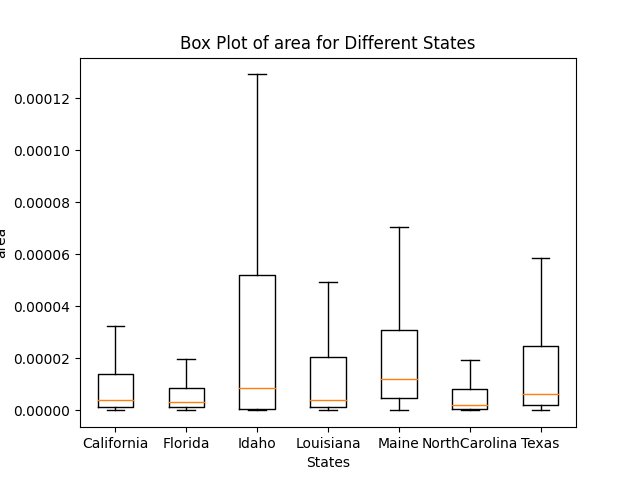 Box Plot of area for Different States
0.00012
0.00010
0.00008
0.00006
0.00004
0.00002
0.00000
area
California Florida Idaho Louisiana Maine NorthCarolina Texas
States